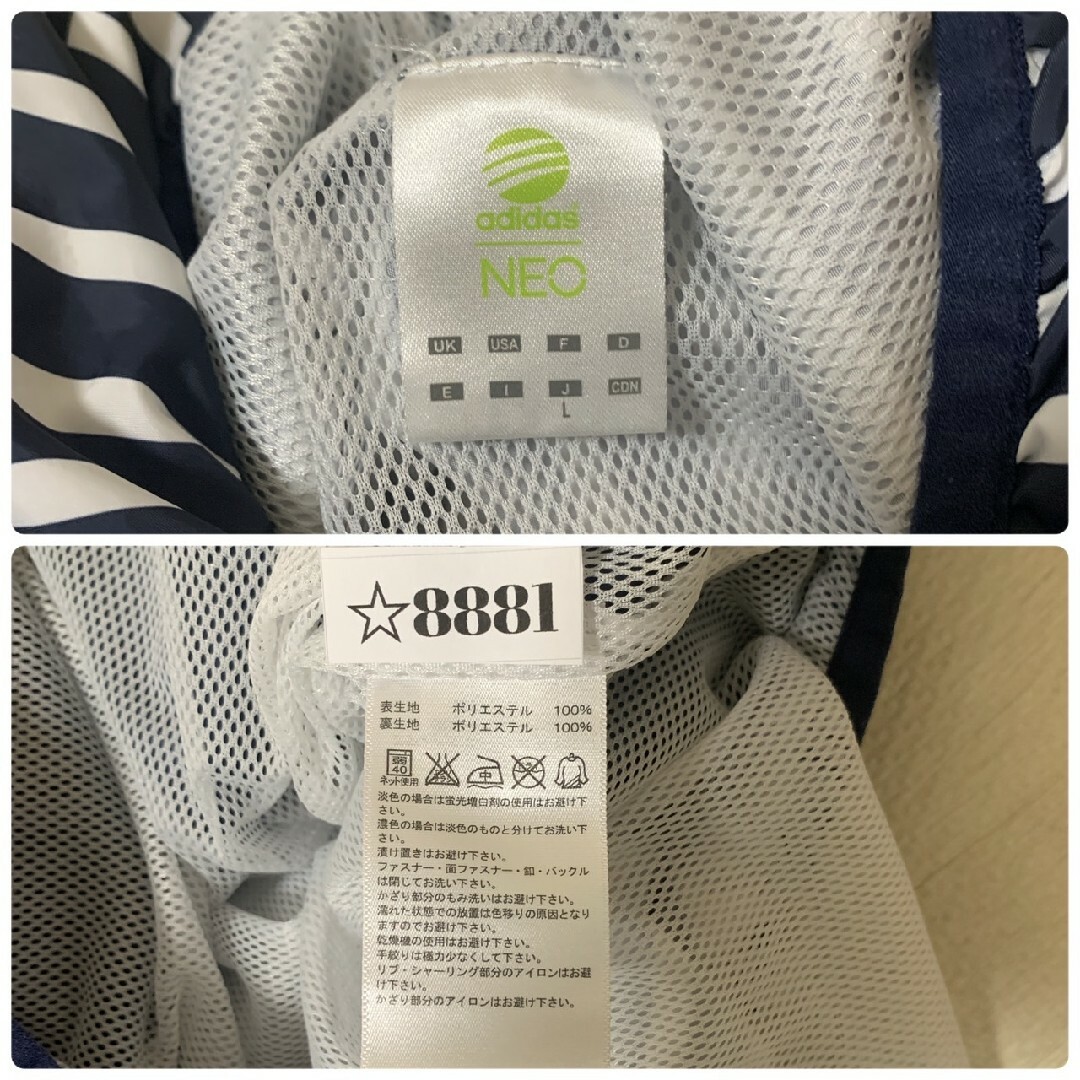 adidas
NEO
UK USA F D
E I J CDN
L
☆8881
表生地 ポリエステル 100%
裏生地 ポリエステル 100%
弱
40
中
ネット使用
淡色の場合は蛍光増白剤の使用はお避け下
さい。
濃色の場合は淡色のものと分けてお洗い下
さい。
漬け置きはお避け下さい。
ファスナー・面ファスナー・釦・バックル
は閉じてお洗い下さい。
かざり部分のもみ洗いはお避け下さい。
濡れた状態での放置は色移りの原因となり
ますのでお避け下さい。
乾燥機の使用はお避け下さい。
手絞りは極力少なくして下さい。
リブ・シャーリング部分のアイロンはお避
け下さい。
かざり部分のアイロンはお避け下さい。